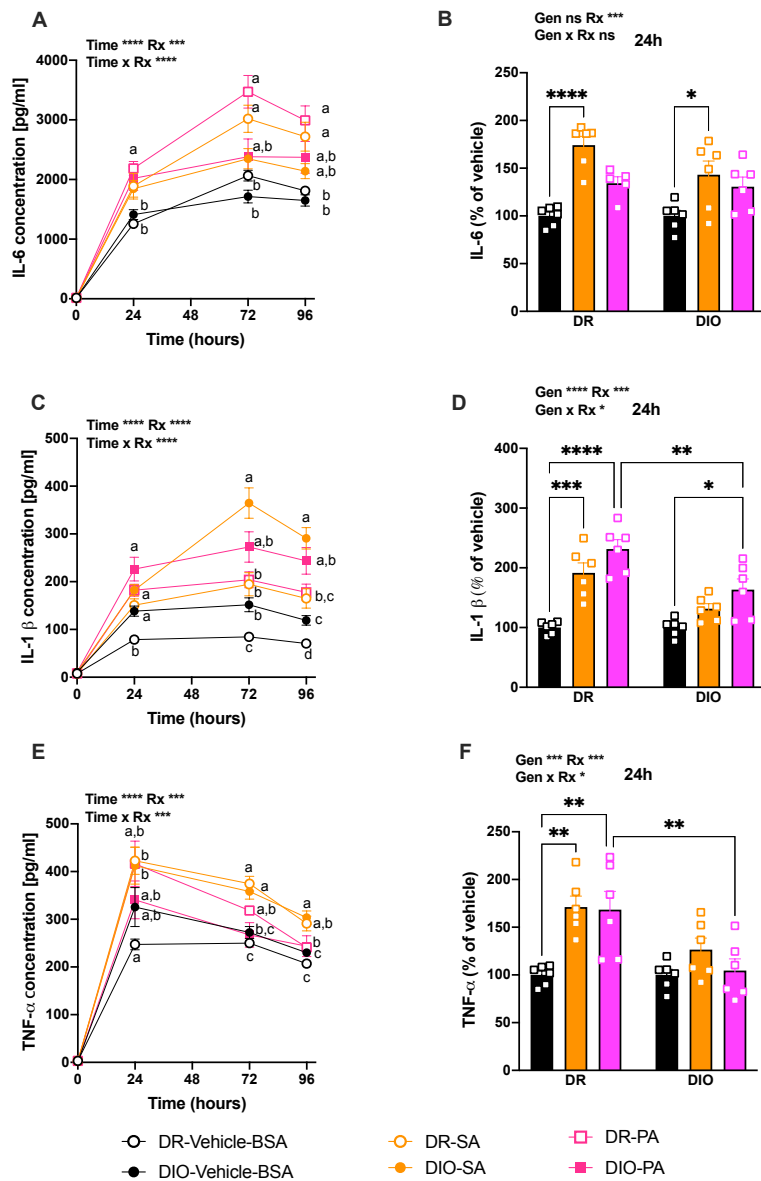 A
Time **** Rx ***
Time x Rx ****
4000
3000
2000
1000
0
IL-6 concentration [pg/ml]
a
a
a
a
a,b
a
a,b
a,b
b
b
b
b
b
b
0 24 48 72 96
Time (hours)
B
Gen ns Rx ***
Gen x Rx ns
24h
250
200
150
100
50
0
IL-6 (% of vehicle)
****
*
DR DIO
C
Time **** Rx ****
Time x Rx ****
500
400
300
200
100
0
IL-1 β concentration [pg/ml]
a
a
a
a,b
a,b
a
b
b
b,c
a
b
c
b
c
d
0 24 48 72 96
Time (hours)
D
Gen **** Rx ***
Gen x Rx *
24h
400
300
200
100
0
IL-1 β (% of vehicle)
**** **
*** *
DR DIO
E
Time **** Rx ***
Time x Rx ***
500
400
300
200
100
0
TNF-α concentration [pg/ml]
a,b
b
b
a
a
a
a,b
a,b
a,b
a,b
b,c
b
c
a
c
c
0 24 48 72 96
Time (hours)
F
Gen *** Rx ***
Gen x Rx *
24h
250
200
150
100
50
0
TNF-α (% of vehicle)
** **
**
DR DIO
DR-Vehicle-BSA DR-SA DR-PA
DIO-Vehicle-BSA DIO-SA DIO-PA